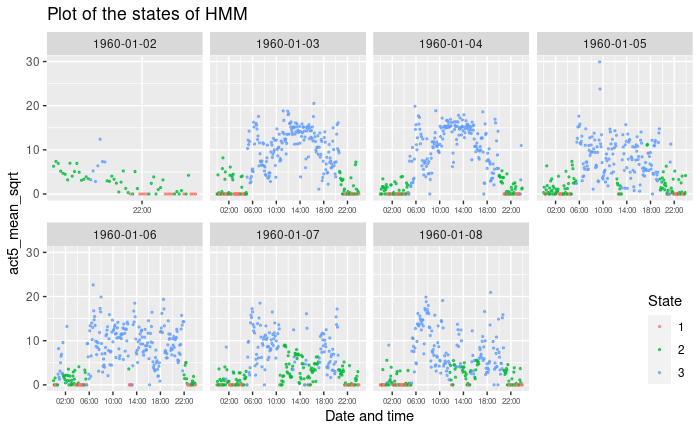 Plot of the states of HMM
1960-01-02 1960-01-03 1960-01-04 1960-01-05
30
20
10
0
22:00 02:00 06:00 10:00 14:00 18:00 22:00 02:00 06:00 10:00 14:00 18:00 22:00 02:00 06:00 10:00 14:00 18:00 22:00
1960-01-06 1960-01-07 1960-01-08
30
20
10
0
02:00 06:00 10:00 14:00 18:00 22:00 02:00 06:00 10:00 14:00 18:00 22:00 02:00 06:00 10:00 14:00 18:00 22:00
act5_mean_sqrt
Date and time
State
1
2
3